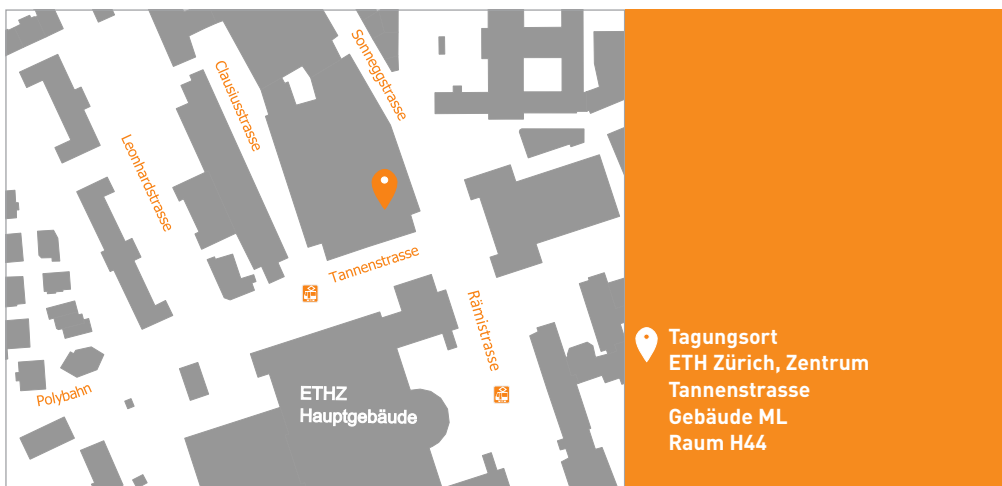 Sonneggstrasse
Clausiusstrasse
Leonhardstrasse
Tannenstrasse
Rämistrasse
Polybahn
ETHZ
Hauptgebäude
Tagungsort
ETH Zürich, Zentrum
Tannenstrasse
Gebäude ML
Raum H44